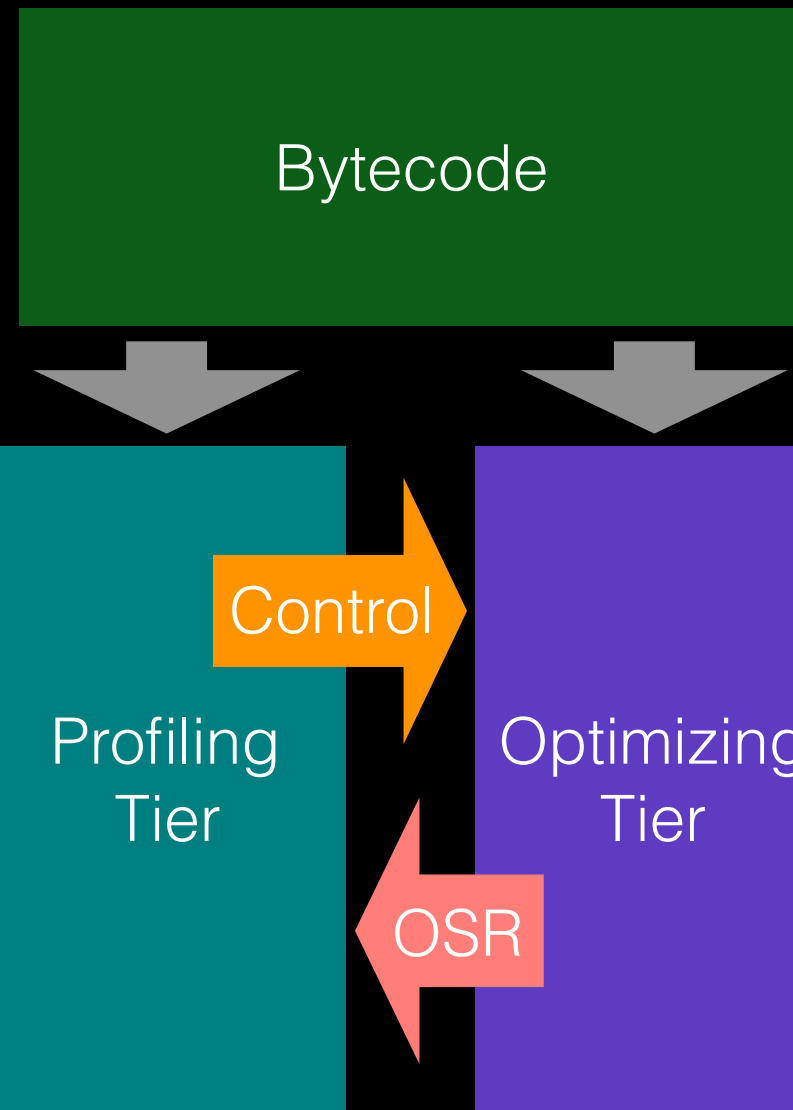 Bytecode
Control
Profiling
Tier
Optimizing
Tier
OSR